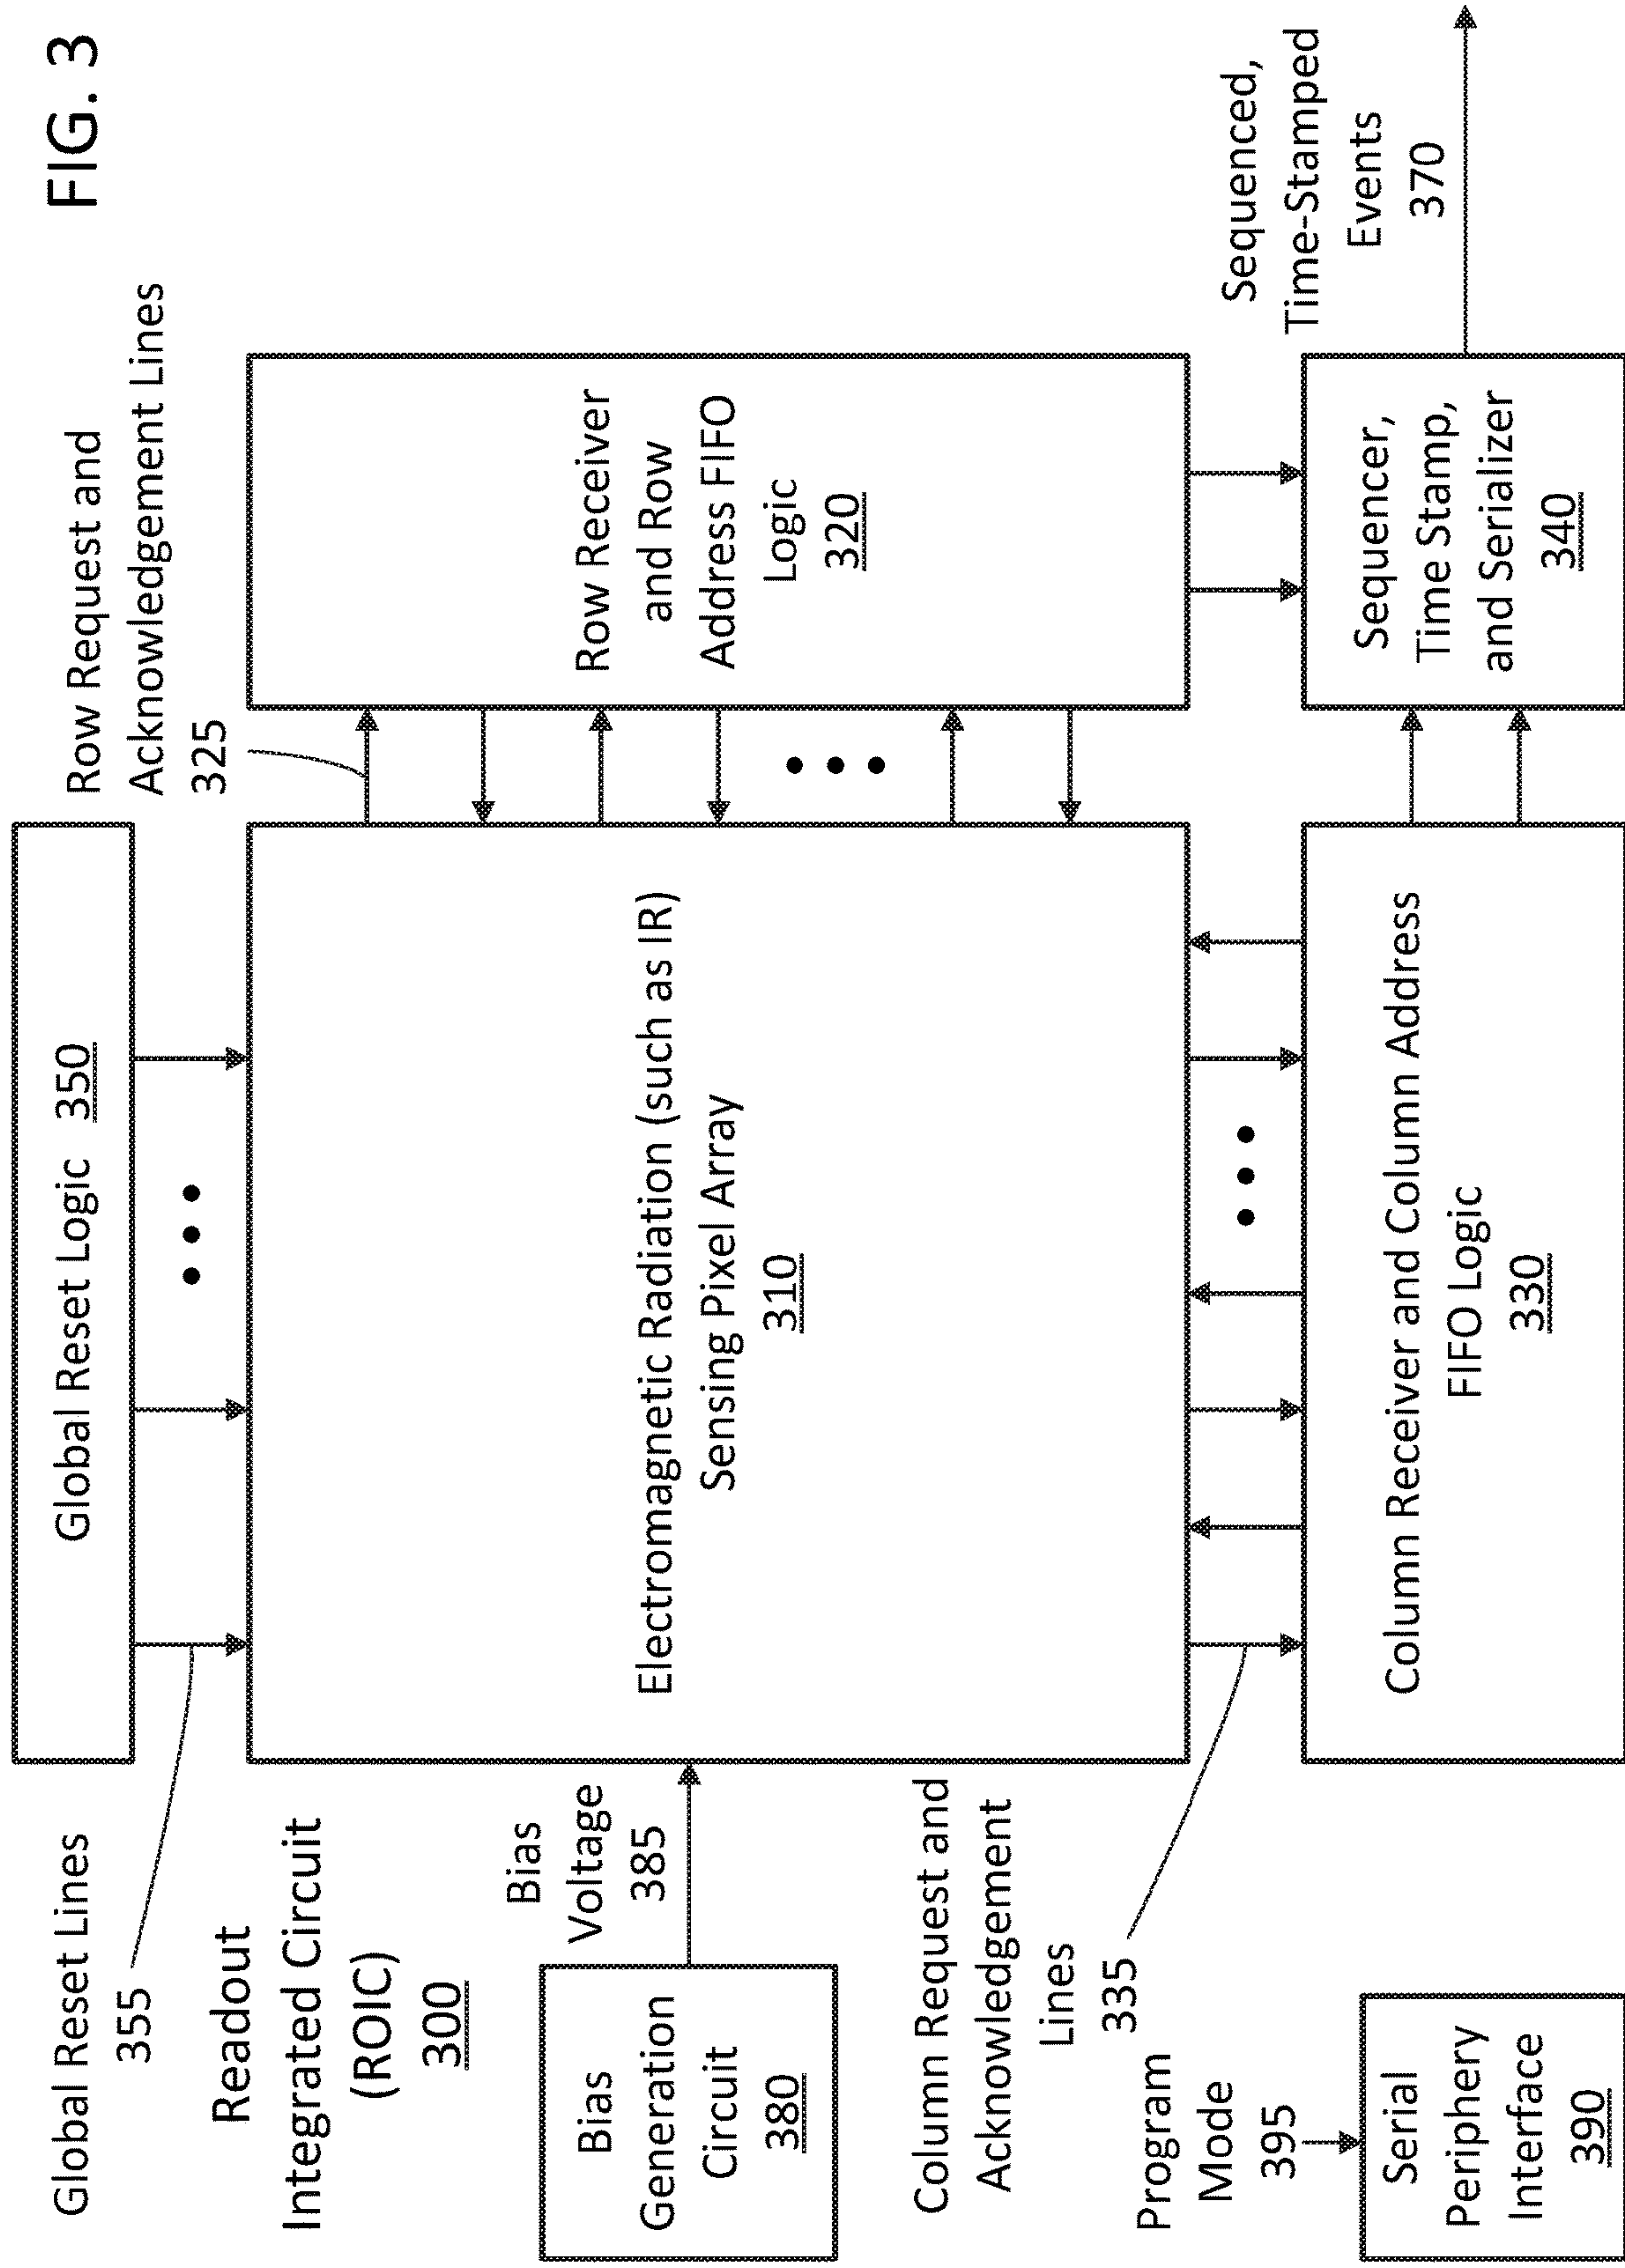 FIG. 3
Global Reset Lines
355
Global Reset Logic 350
Row Request and
Acknowledgement Lines
325
Readout
Integrated Circuit
(ROIC)
300
Bias
Voltage
385
Bias
Generation
Circuit
380
Electromagnetic Radiation (such as IR)
Sensing Pixel Array
310
Row Receiver
and Row
Address FIFO
Logic
320
Column Request and
Acknowledgement
Lines
335
Program
Mode
395
Serial
Periphery
Interface
390
Column Receiver and Column Address
FIFO Logic
330
Sequencer,
Time Stamp,
and Serializer
340
Sequenced,
Time-Stamped
Events
370